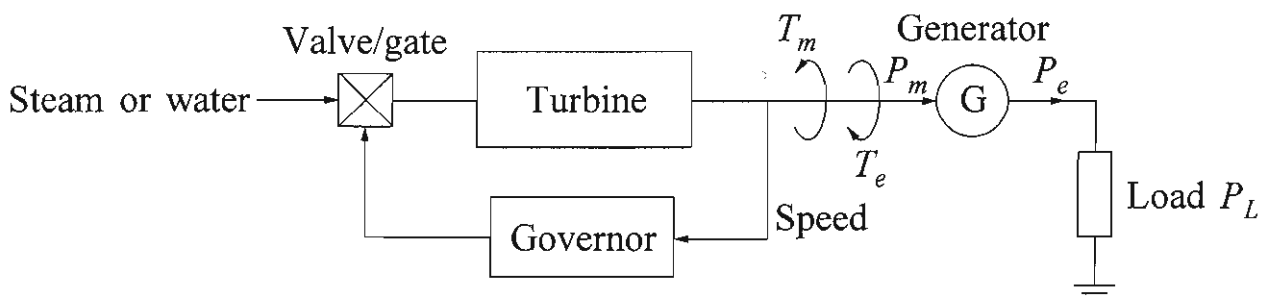 Valve/gate
Steam or water
Turbine
T_m
P_m
T_e
Generator
G
P_e
Governor
Speed
Load P_L